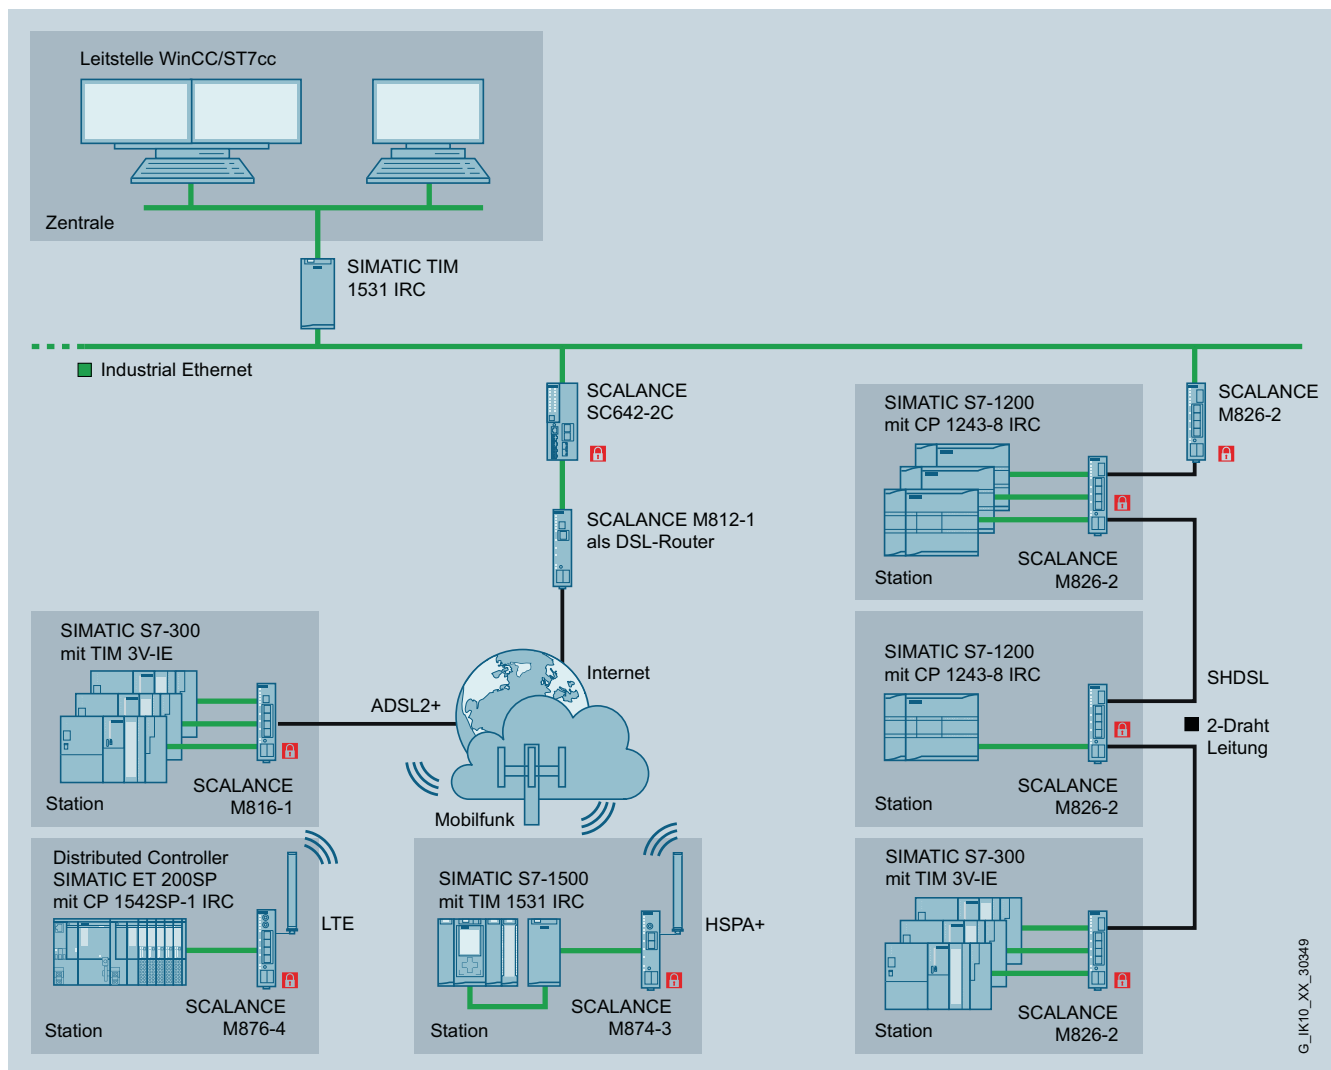 Leitstelle WinCC/ST7cc
Zentrale
SIMATIC TIM
1531 IRC
Industrial Ethernet
SCALANCE
SC642-2C
SCALANCE M812-1
als DSL-Router
Internet
SCALANCE
M826-2
SIMATIC S7-1200
mit CP 1243-8 IRC
Station
SCALANCE
M826-2
SIMATIC S7-1200
mit CP 1243-8 IRC
Station
SCALANCE
M826-2
SHDSL
2-Draht
Leitung
SIMATIC S7-300
mit TIM 3V-IE
Station
SCALANCE
M826-2
SIMATIC S7-300
mit TIM 3V-IE
ADSL2+
Station
SCALANCE
M816-1
Mobilfunk
Distributed Controller
SIMATIC ET 200SP
mit CP 1542SP-1 IRC
LTE
Station
SCALANCE
M876-4
SIMATIC S7-1500
mit TIM 1531 IRC
HSPA+
Station
SCALANCE
M874-3
G_IK10_XX_30349